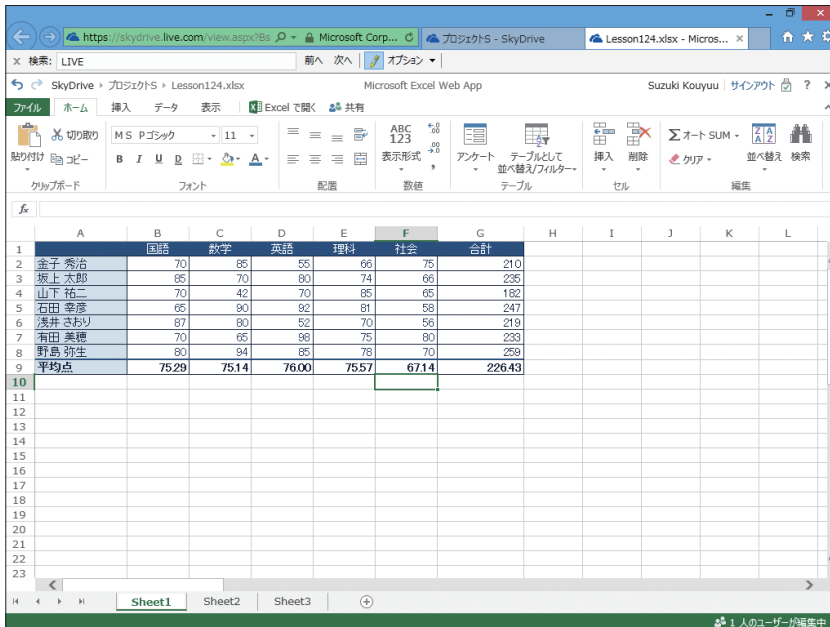 https://skydrive.live.com/view.aspx?Bs Microsoft Corp... プロジェクトS - SkyDrive Lesson124.xlsx - Micros... ×
× 検索: LIVE 前へ 次へ オプション
SkyDrive プロジェクトS Lesson124.xlsx Microsoft Excel Web App Suzuki Kouyuu サインアウト ?
ファイル ホーム 挿入 データ 表示 Excel で開く 共有
貼り付け 切り取り コピー
MS Pゴシック 11
B I U D A
ABC 123 表示形式 .00 .00
アンケート テーブルとして並べ替え/フィルター
挿入 削除
Σ オート SUM クリア A Z Z A 並べ替え 検索
クリップボード フォント 配置 数値 テーブル セル 編集
fx
A B C D E F G H I J K L
1 国語 数学 英語 理科 社会 合計
2 金子 秀治 70 85 55 66 75 210
3 坂上 太郎 85 70 80 74 66 235
4 山下 祐二 70 42 70 85 65 182
5 石田 幸彦 65 90 92 81 58 247
6 浅井 さおり 87 80 52 70 56 219
7 有田 美穂 70 65 98 75 80 233
8 野島 弥生 80 94 85 78 70 259
9 平均点 75.29 75.14 76.00 75.57 67.14 226.43
10
11
12
13
14
15
16
17
18
19
20
21
22
23
Sheet1 Sheet2 Sheet3
1 人のユーザーが編集中